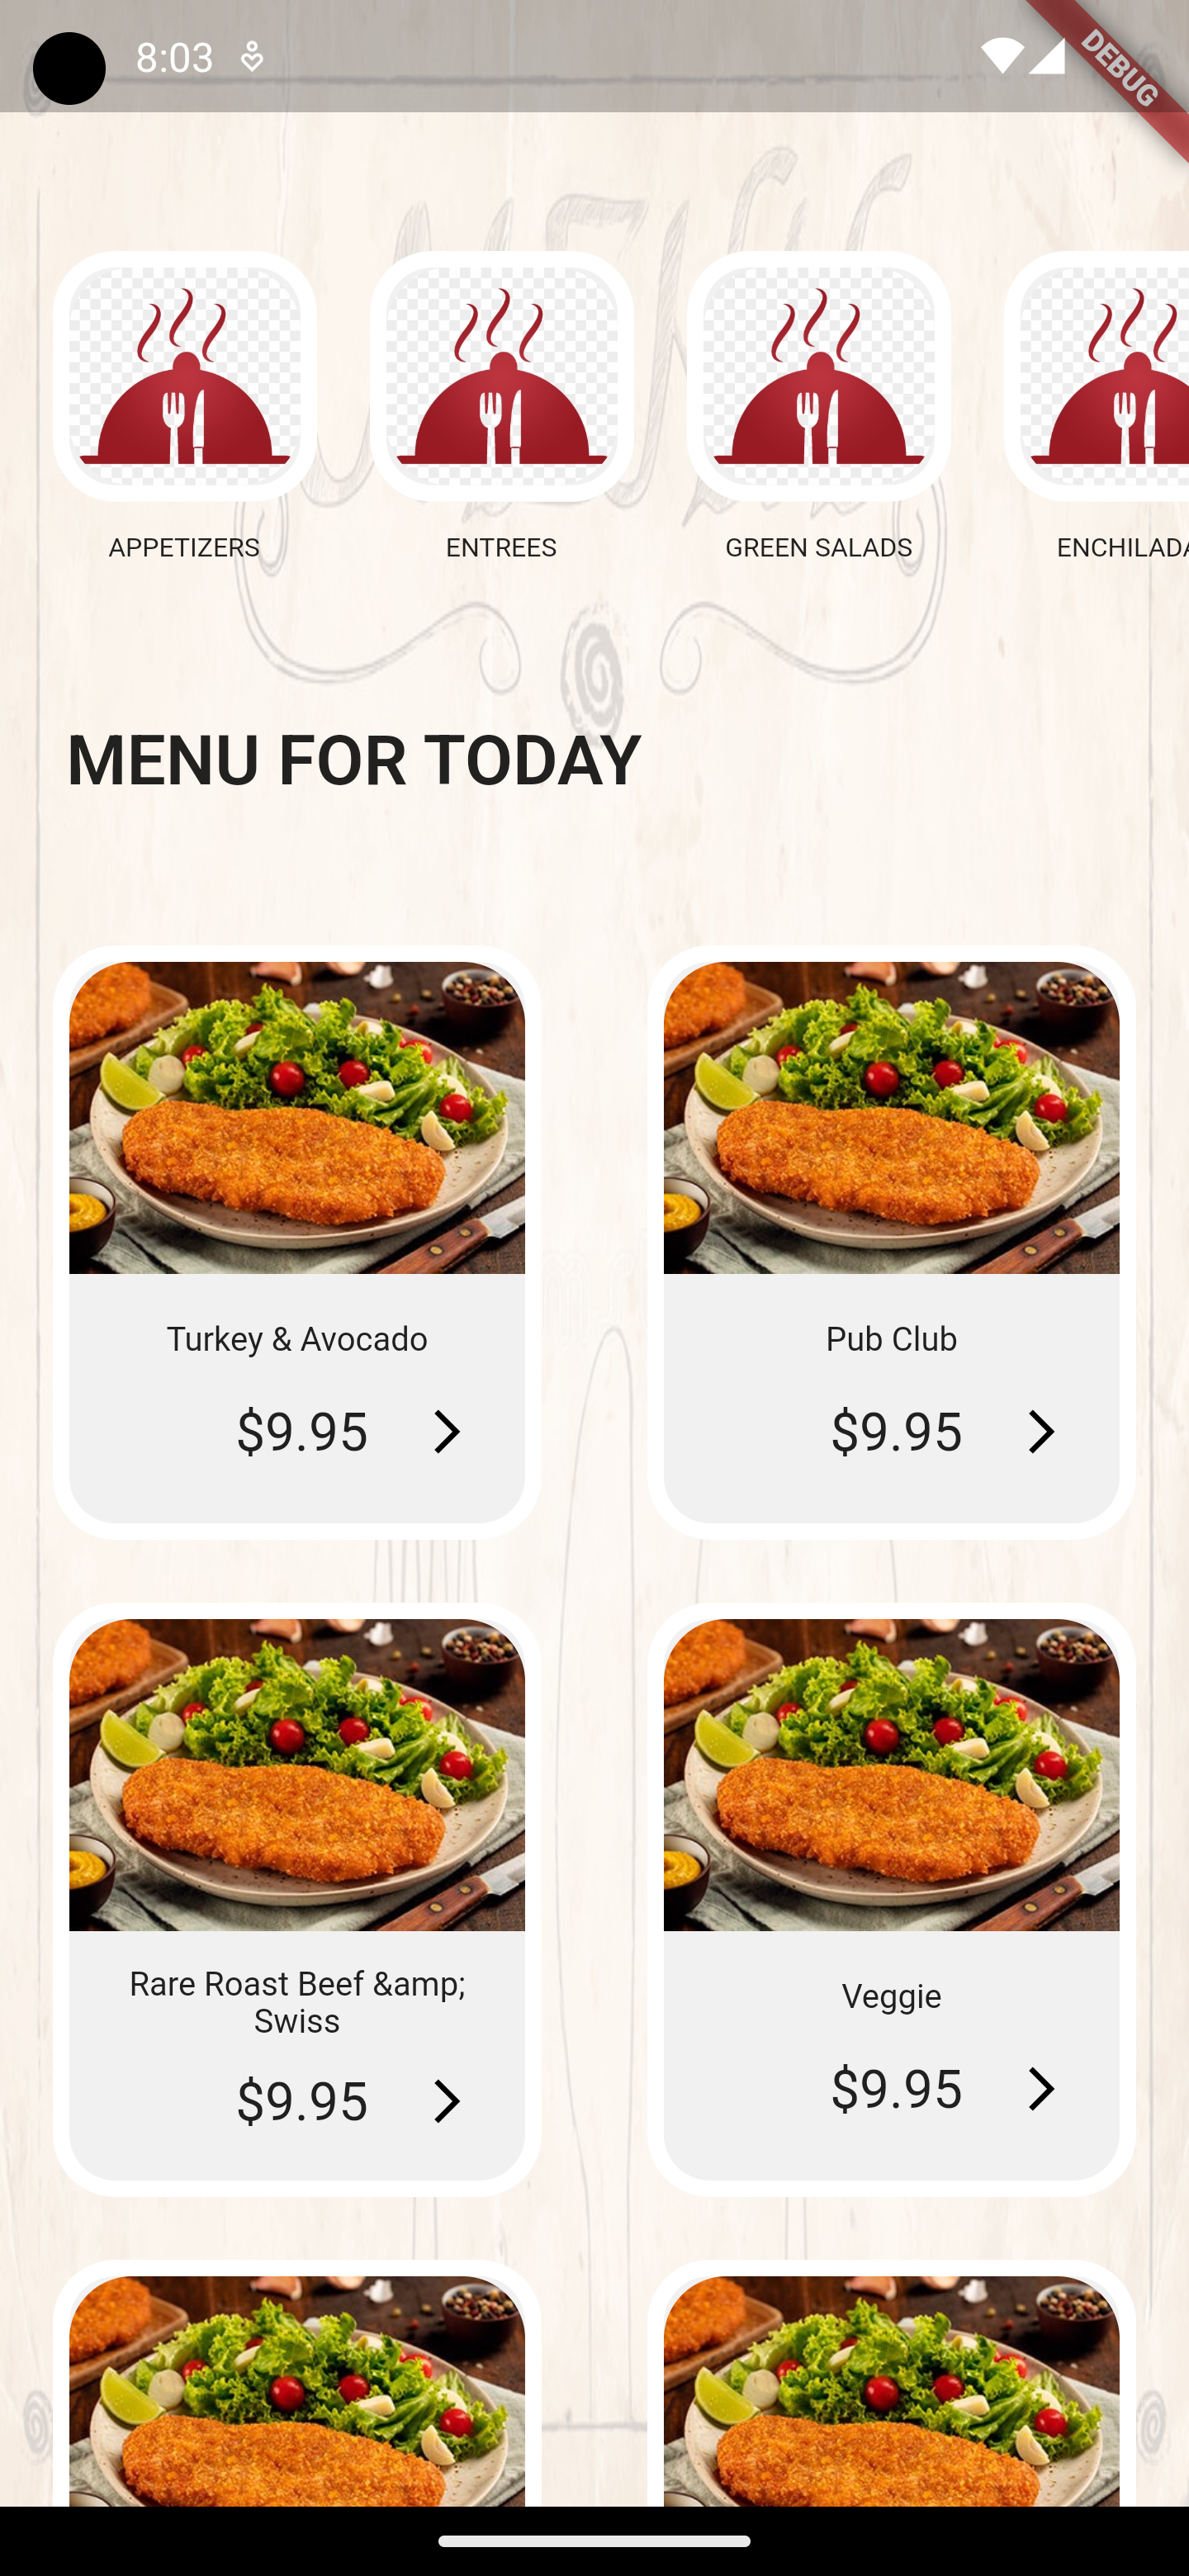 8:03
DEBUG
MENU
APPETIZERS
ENTREES
GREEN SALADS
ENCHILADA
MENU FOR TODAY
Turkey & Avocado
Pub Club
$9.95
$9.95
Rare Roast Beef &amp;
Swiss
Veggie
$9.95
$9.95